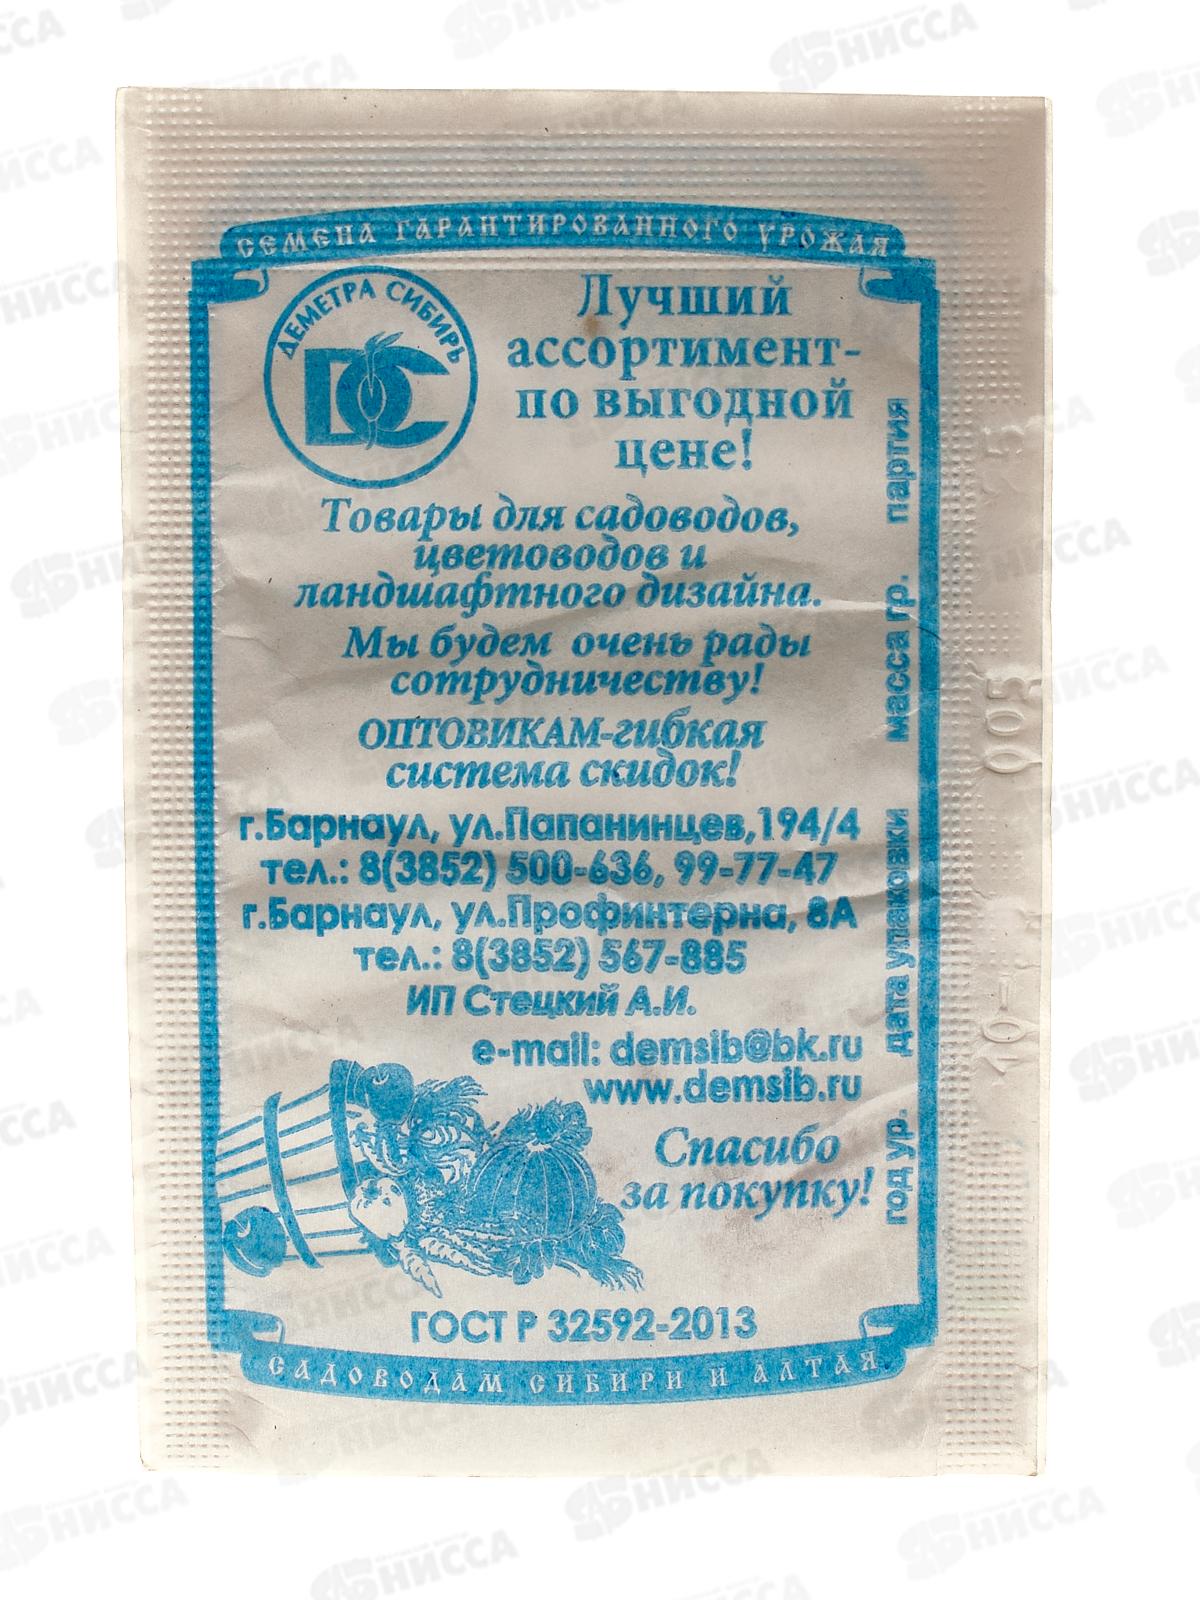 СЕМЕНА ГАРАНТИРОВАННОГО УРОЖАЯ
ДЕМЕТРА СИБИРЬ
DC
Лучший
ассортимент-
по выгодной
цене!
Товары для садоводов,
цветоводов и
ландшафтного дизайна.
Мы будем очень рады
сотрудничеству!
ОПТОВИКАМ-гибкая
система скидок!
г.Барнаул, ул.Папанинцев,194/4
тел.: 8(3852) 500-636, 99-77-47
г.Барнаул, ул.Профинтерна, 8А
тел.: 8(3852) 567-885
ИП Стецкий А.И.
e-mail: demsib@bk.ru
www.demsib.ru
Спасибо
за покупку!
ГОСТ Р 32592-2013
САДОВОДАМ СИБИРИ И АЛТАЯ
год ур. дата упаковки масса гр. партия
005
НИССА